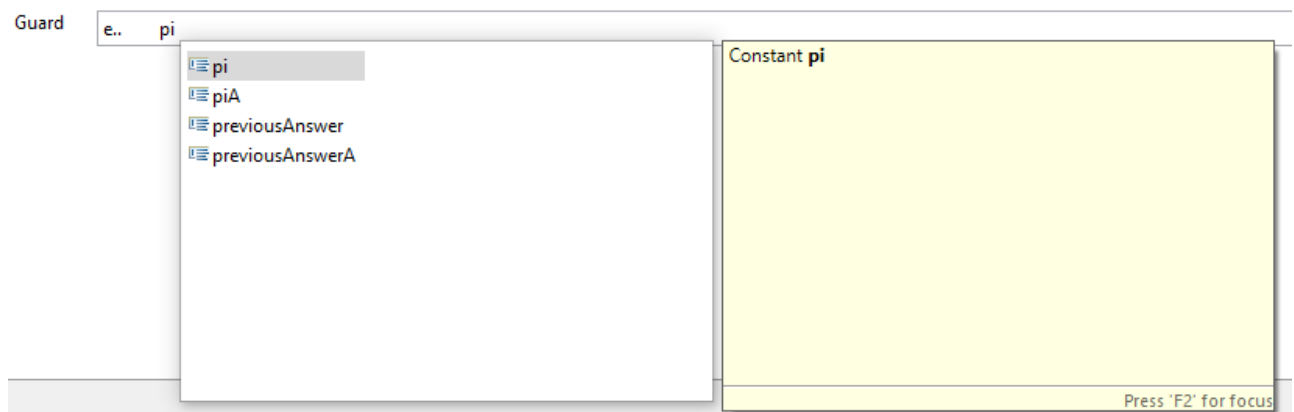 Guard
e.. pi
pi
piA
previousAnswer
previousAnswerA
Constant pi
Press 'F2' for focus